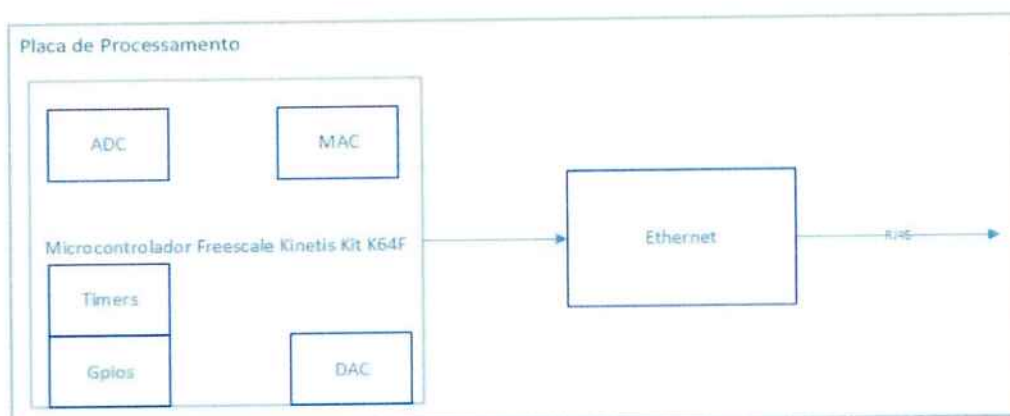 Placa de Processamento
ADC
MAC
Microcontrolador Freescale Kinetis Kit K64F
Ethernet
RJ45
Timers
Gpios
DAC